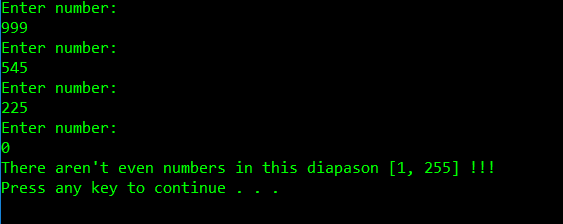 Enter number:
999
Enter number:
545
Enter number:
225
Enter number:
0
There aren't even numbers in this diapason [1, 255] !!!
Press any key to continue . . .